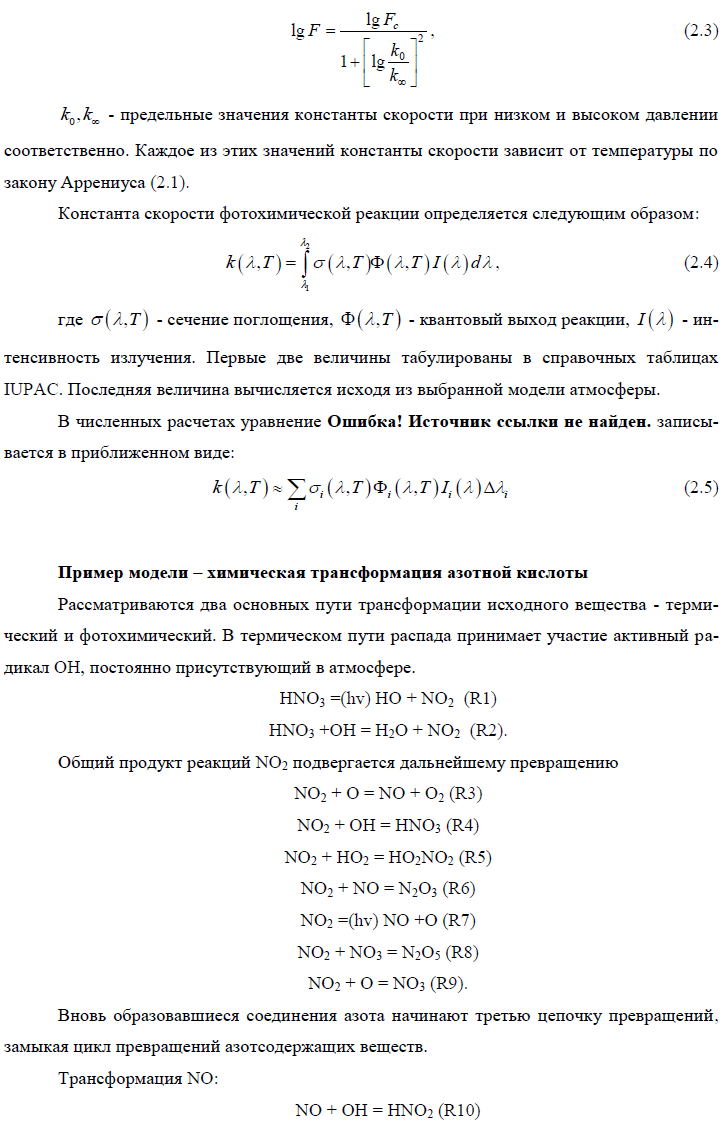 lg F = lg F_c / (1 + [lg k₀/k∞]²), (2.3)
k₀, k∞ - предельные значения константы скорости при низком и высоком давлении
соответственно. Каждое из этих значений константы скорости зависит от температуры по
закону Аррениуса (2.1).
Константа скорости фотохимической реакции определяется следующим образом:
k(λ,T) = ∫_{λ₁}^{λ₂} σ(λ,T)Φ(λ,T)I(λ)dλ, (2.4)
где σ(λ,T) - сечение поглощения, Φ(λ,T) - квантовый выход реакции, I(λ) - ин-
тенсивность излучения. Первые две величины табулированы в справочных таблицах
IUPAC. Последняя величина вычисляется исходя из выбранной модели атмосферы.
В численных расчетах уравнение Ошибка! Источник ссылки не найден. записы-
вается в приближенном виде:
k(λ,T) ≈ ∑_i σ_i(λ,T)Φ_i(λ,T)I_i(λ)Δλ_i (2.5)
Пример модели – химическая трансформация азотной кислоты
Рассматриваются два основных пути трансформации исходного вещества - терми-
ческий и фотохимический. В термическом пути распада принимает участие активный ра-
дикал ОН, постоянно присутствующий в атмосфере.
HNO₃ =(hv) HO + NO₂ (R1)
HNO₃ +OH = H₂O + NO₂ (R2).
Общий продукт реакций NO₂ подвергается дальнейшему превращению
NO₂ + O = NO + O₂ (R3)
NO₂ + OH = HNO₃ (R4)
NO₂ + HO₂ = HO₂NO₂ (R5)
NO₂ + NO = N₂O₃ (R6)
NO₂ =(hv) NO +O (R7)
NO₂ + NO₃ = N₂O₅ (R8)
NO₂ + O = NO₃ (R9).
Вновь образовавшиеся соединения азота начинают третью цепочку превращений,
замыкая цикл превращений азотсодержащих веществ.
Трансформация NO:
NO + OH = HNO₂ (R10)